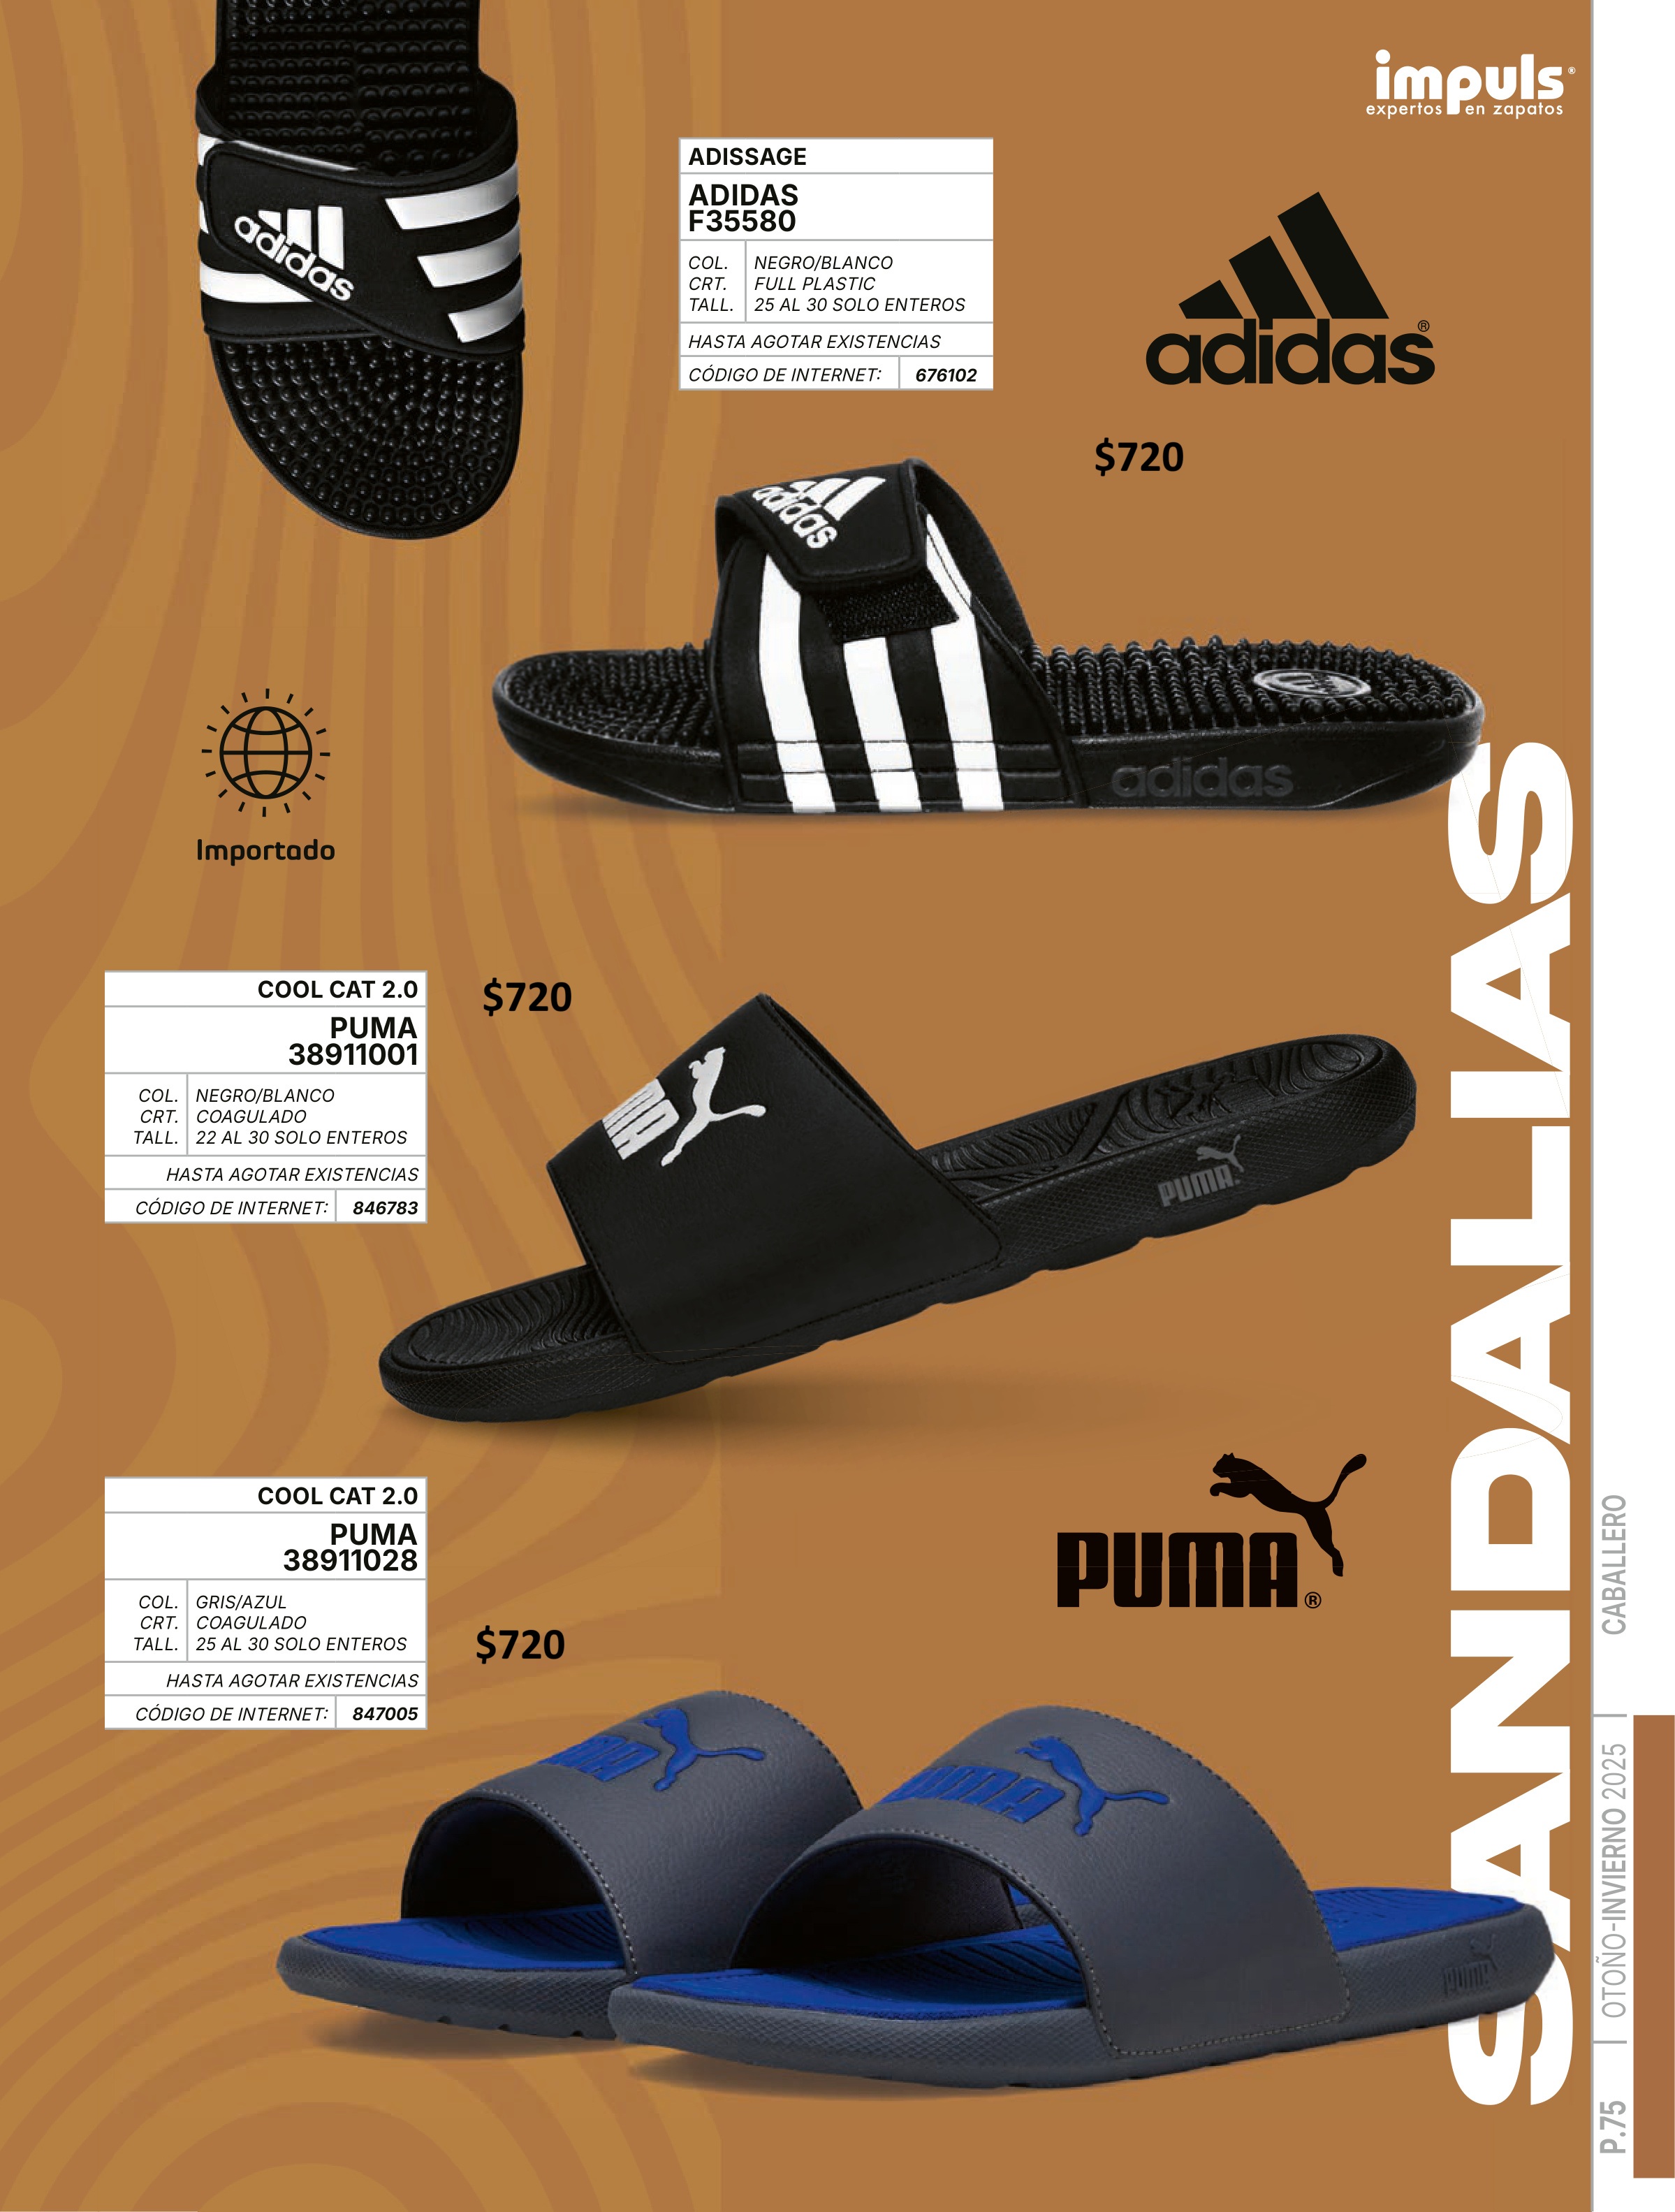 impuls®
expertos en zapatos
ADISSAGE
ADIDAS
F35580
COL. NEGRO/BLANCO
CRT. FULL PLASTIC
TALL. 25 AL 30 SOLO ENTEROS
HASTA AGOTAR EXISTENCIAS
CÓDIGO DE INTERNET: 676102
adidas
adidas®
$720
adidas
adidas
Importado
COOL CAT 2.0
PUMA
38911001
COL. NEGRO/BLANCO
CRT. COAGULADO
TALL. 22 AL 30 SOLO ENTEROS
HASTA AGOTAR EXISTENCIAS
CÓDIGO DE INTERNET: 846783
$720
PUMA
PUMA
COOL CAT 2.0
PUMA
38911028
COL. GRIS/AZUL
CRT. COAGULADO
TALL. 25 AL 30 SOLO ENTEROS
HASTA AGOTAR EXISTENCIAS
CÓDIGO DE INTERNET: 847005
$720
PUMA®
PUMA
PUMA
PUMA
SANDALIAS
CABALLERO
OTOÑO-INVIERNO 2025
P.75